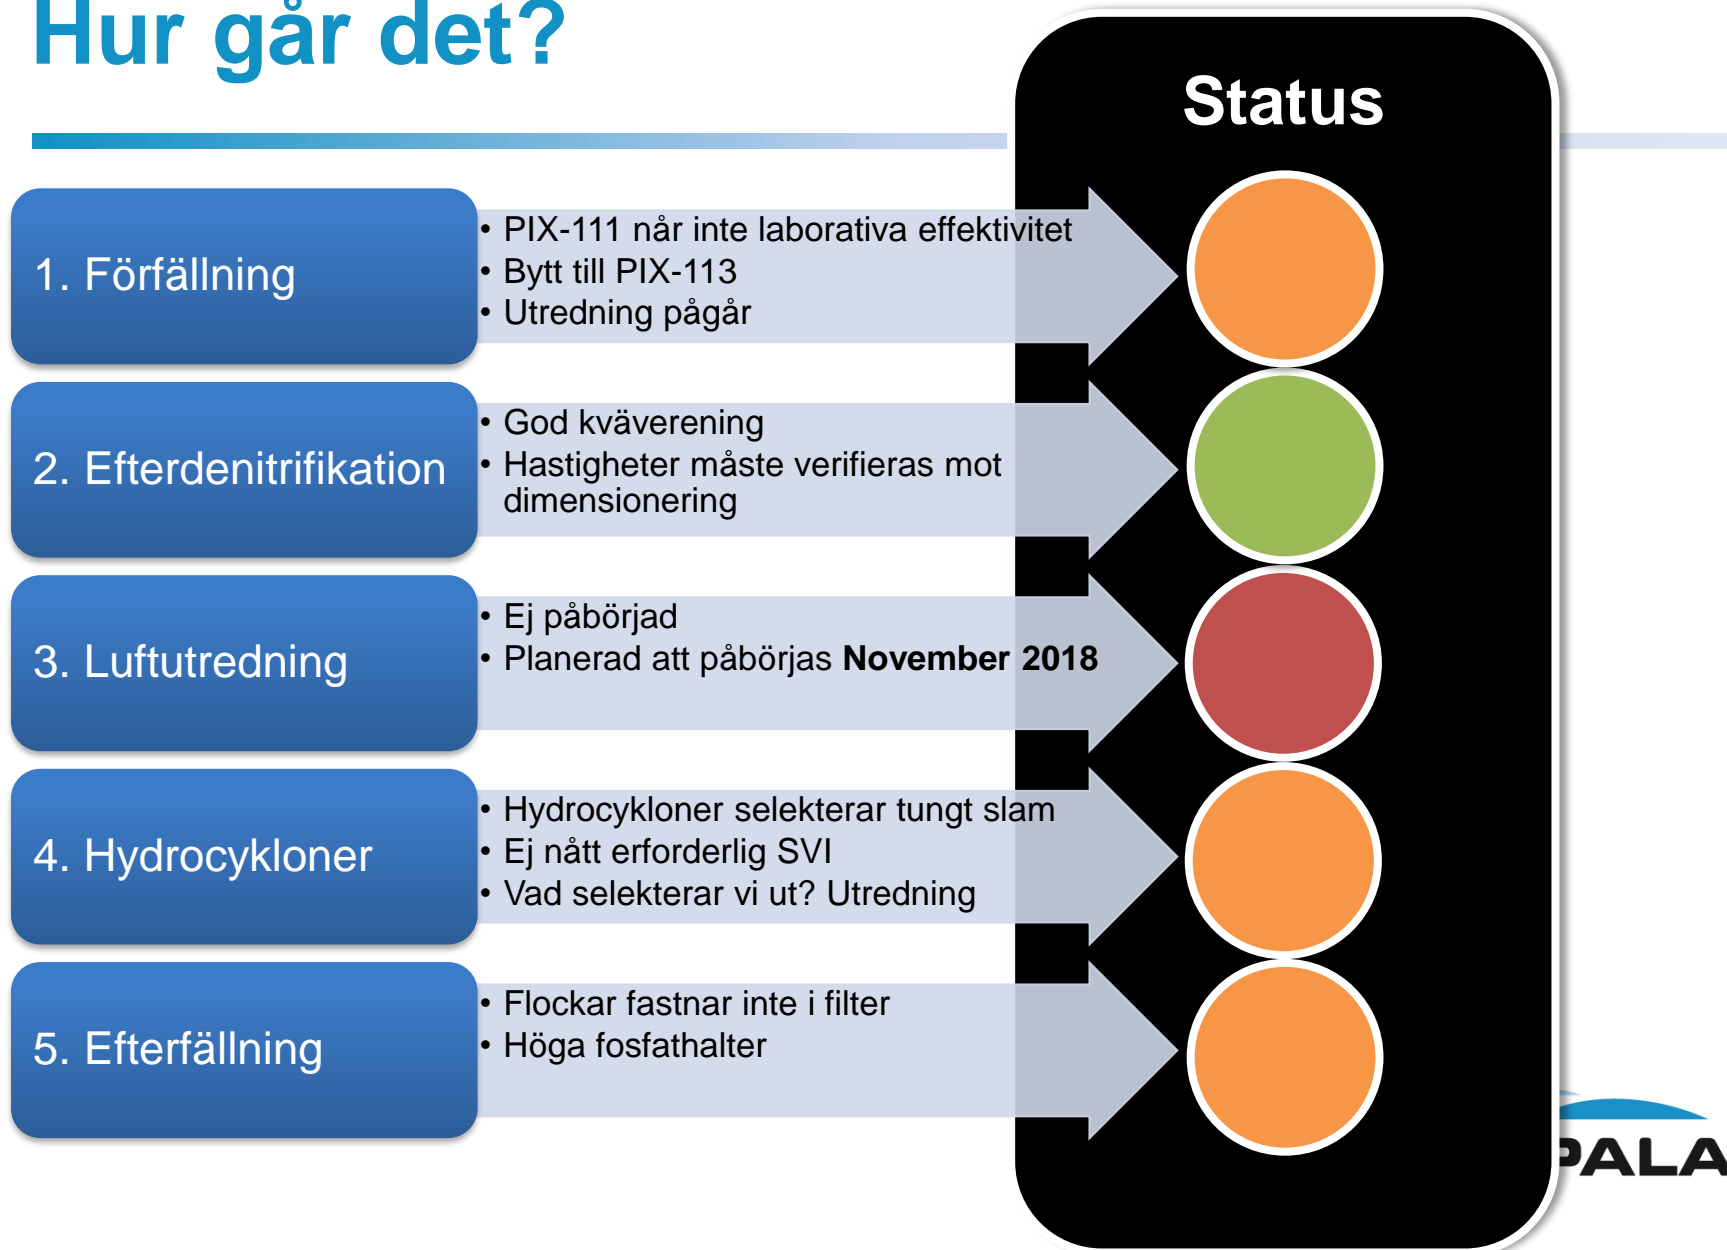 Hur går det?
Status
1. Förfällning
• PIX-111 når inte laborativa effektivitet
• Bytt till PIX-113
• Utredning pågår
2. Efterdenitrifikation
• God kväverening
• Hastigheter måste verifieras mot
dimensionering
3. Luftutredning
• Ej påbörjad
• Planerad att påbörjas November 2018
4. Hydrocykloner
• Hydrocykloner selekterar tungt slam
• Ej nått erforderlig SVI
• Vad selekterar vi ut? Utredning
5. Efterfällning
• Flockar fastnar inte i filter
• Höga fosfathalter
PALA